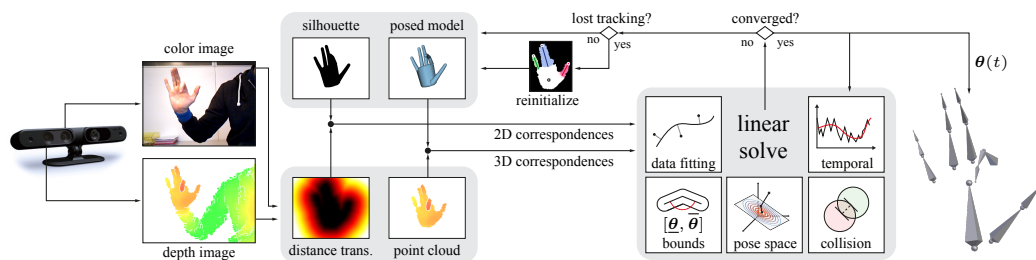 color image
depth image
silhouette
posed model
distance trans.
point cloud
lost tracking?
no
yes
reinitialize
converged?
no
yes
2D correspondences
3D correspondences
data fitting
linear
solve
temporal
[θ̲, θ̅]
bounds
pose space
collision
θ(t)